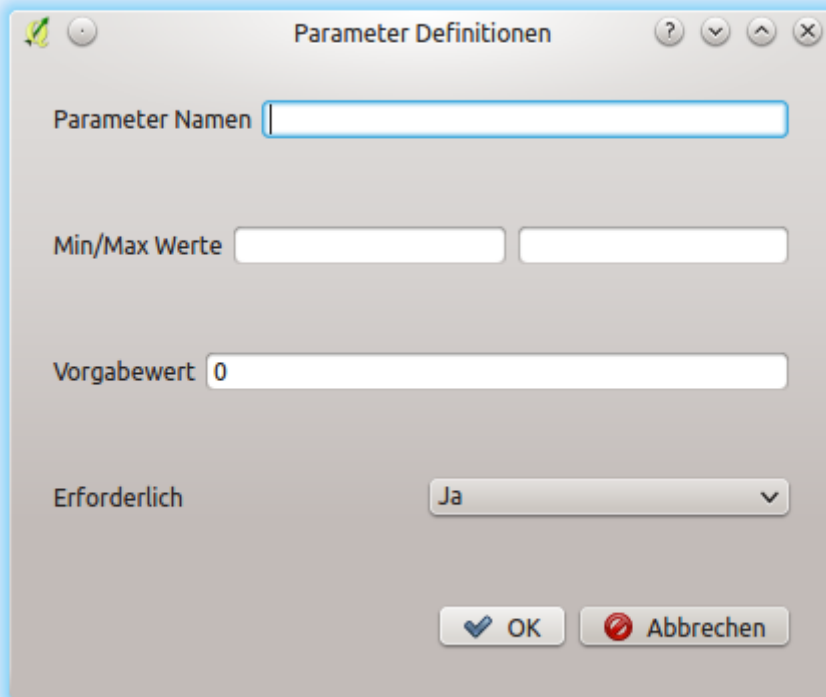 Parameter Definitionen
Parameter Namen
Min/Max Werte
Vorgabewert 0
Erforderlich Ja
OK Abbrechen